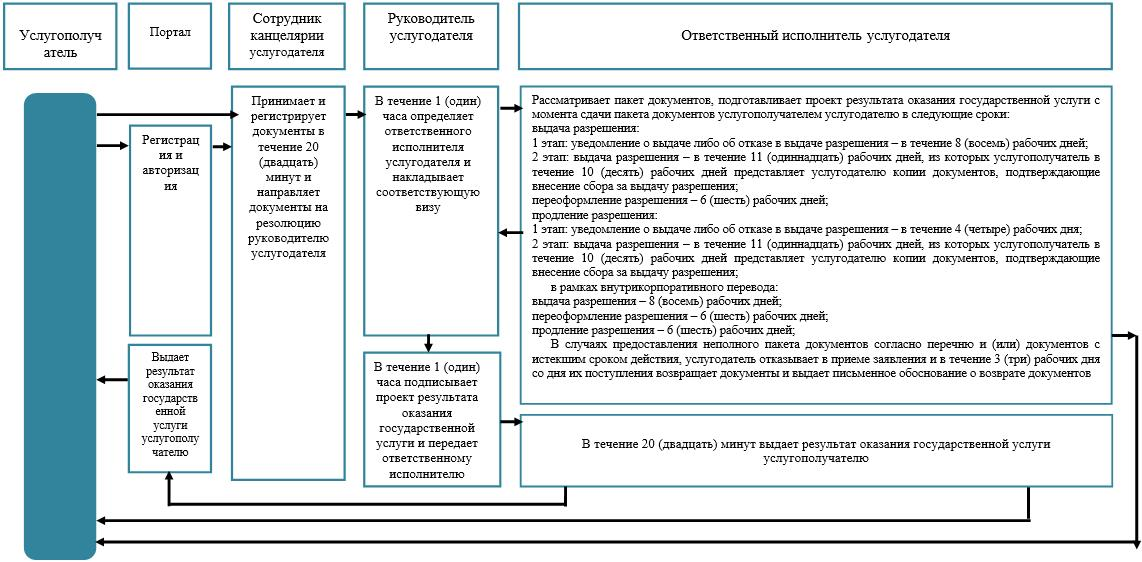 Услугополуч
атель
Портал
Сотрудник
канцелярии
услугодателя
Руководитель
услугодателя
Ответственный исполнитель услугодателя
Регистрац
ия и
авторизац
ия
Выдает
результат
оказания
государств
енной
услуги
услугополу
чателю
Принимает и
регистрирует
документы в
течение 20
(двадцать)
минут и
направляет
документы на
резолюцию
руководителю
услугодателя
В течение 1 (один)
часа определяет
ответственного
исполнителя
услугодателя и
накладывает
соответствующую
визу
В течение 1 (один)
часа подписывает
проект результата
оказания
государственной
услуги и передает
ответственному
исполнителю
Рассматривает пакет документов, подготавливает проект результата оказания государственной услуги с
момента сдачи пакета документов услугополучателем услугодателю в следующие сроки:
выдача разрешения:
1 этап: уведомление о выдаче либо об отказе в выдаче разрешения – в течение 8 (восемь) рабочих дней;
2 этап: выдача разрешения – в течение 11 (одиннадцать) рабочих дней, из которых услугополучатель в
течение 10 (десять) рабочих дней представляет услугодателю копии документов, подтверждающие
внесение сбора за выдачу разрешения;
переоформление разрешения – 6 (шесть) рабочих дней;
продление разрешения:
1 этап: уведомление о выдаче либо об отказе в выдаче разрешения – в течение 4 (четыре) рабочих дня;
2 этап: выдача разрешения – в течение 11 (одиннадцать) рабочих дней, из которых услугополучатель в
течение 10 (десять) рабочих дней представляет услугодателю копии документов, подтверждающие
внесение сбора за выдачу разрешения;
в рамках внутрикорпоративного перевода:
выдача разрешения – 8 (восемь) рабочих дней;
переоформление разрешения – 6 (шесть) рабочих дней;
продление разрешения – 6 (шесть) рабочих дней;
В случаях предоставления неполного пакета документов согласно перечню и (или) документов с
истекшим сроком действия, услугодатель отказывает в приеме заявления и в течение 3 (три) рабочих дня
со дня их поступления возвращает документы и выдает письменное обоснование о возврате документов
В течение 20 (двадцать) минут выдает результат оказания государственной услуги
услугополучателю